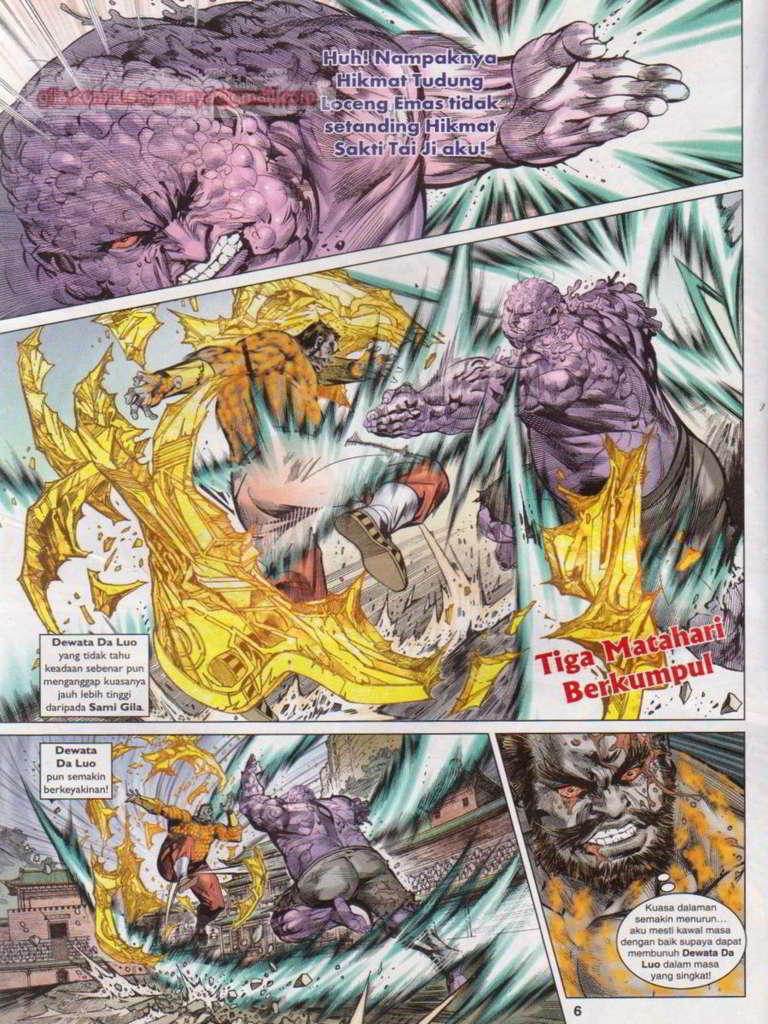 Huh! Nampaknya
Hikmat Tudung
Loceng Emas tidak
setanding Hikmat
Sakti Tai Ji aku!
Dewata Da Luo
yang tidak tahu
keadaan sebenar pun
menganggap kuasanya
jauh lebih tinggi
daripada Sami Gila.
Tiga Matahari
Berkumpul
Dewata
Da Luo
pun semakin
berkeyakinan!
Kuasa dalaman
semakin menurun...
aku mesti kawal masa
dengan baik supaya dapat
membunuh Dewata Da
Luo dalam masa
yang singkat!
6